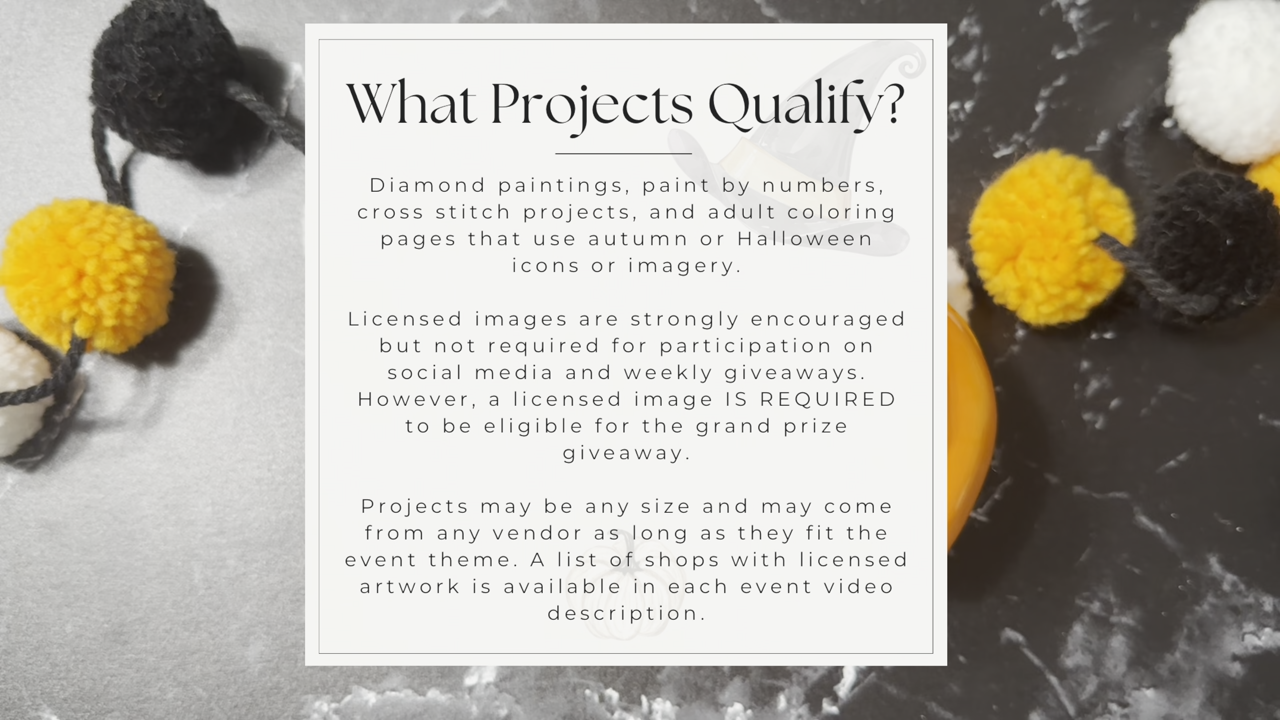 What Projects Qualify?
Diamond paintings, paint by numbers,
cross stitch projects, and adult coloring
pages that use autumn or Halloween
icons or imagery.
Licensed images are strongly encouraged
but not required for participation on
social media and weekly giveaways.
However, a licensed image IS REQUIRED
to be eligible for the grand prize
giveaway.
Projects may be any size and may come
from any vendor as long as they fit the
event theme. A list of shops with licensed
artwork is available in each event video
description.